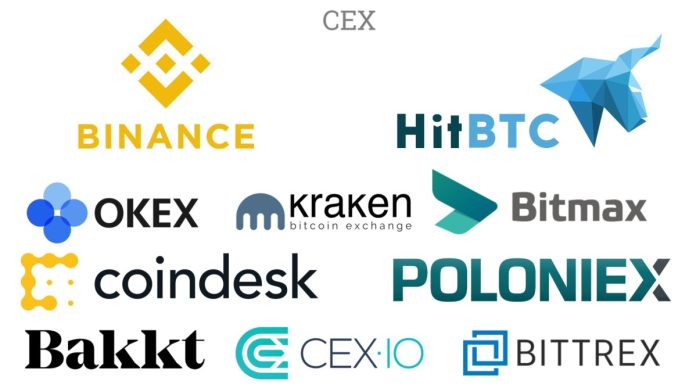 CEX
BINANCE
HitBTC
OKEX
kraken
bitcoin exchange
Bitmax
coindesk
POLONIEX
Bakkt
CEX·IO
BITTREX